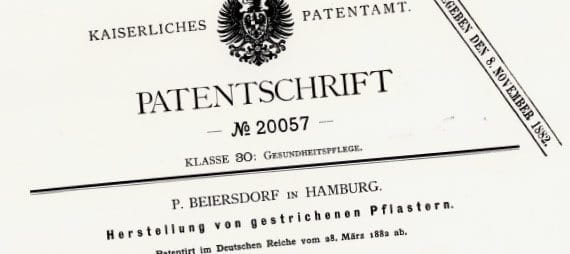 KAISERLICHES PATENTAMT.
PATENTSCHRIFT
— № 20057 —
KLASSE 30: GESUNDHEITSPFLEGE.
P. BEIERSDORF IN HAMBURG.
Herstellung von gestrichenen Pflastern.
Patentirt im Deutschen Reiche vom 28. März 1882 ab.
GEBEN DEN 8. NOVEMBER 1882.